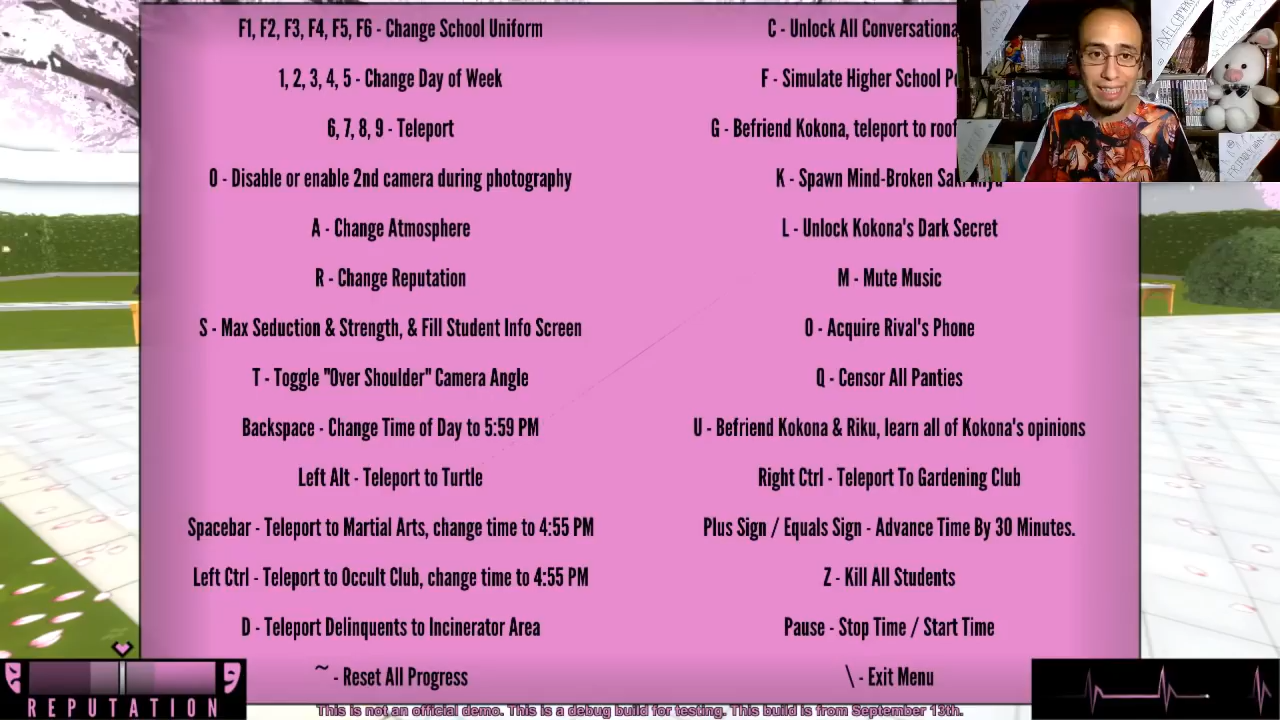 F1, F2, F3, F4, F5, F6 - Change School Uniform
1, 2, 3, 4, 5 - Change Day of Week
6, 7, 8, 9 - Teleport
0 - Disable or enable 2nd camera during photography
A - Change Atmosphere
R - Change Reputation
S - Max Seduction & Strength, & Fill Student Info Screen
T - Toggle "Over Shoulder" Camera Angle
Backspace - Change Time of Day to 5:59 PM
Left Alt - Teleport to Turtle
Spacebar - Teleport to Martial Arts, change time to 4:55 PM
Left Ctrl - Teleport to Occult Club, change time to 4:55 PM
D - Teleport Delinquents to Incinerator Area
~ - Reset All Progress
C - Unlock All Conversationa
F - Simulate Higher School
G - Befriend Kokona, teleport to roof
K - Spawn Mind-Broken
L - Unlock Kokona's Dark Secret
M - Mute Music
O - Acquire Rival's Phone
Q - Censor All Panties
U - Befriend Kokona & Riku, learn all of Kokona's opinions
Right Ctrl - Teleport To Gardening Club
Plus Sign / Equals Sign - Advance Time By 30 Minutes.
Z - Kill All Students
Pause - Stop Time / Start Time
\ - Exit Menu
REPUTATION
This is not an official demo. This is a debug build for testing. This build is from September 13th.